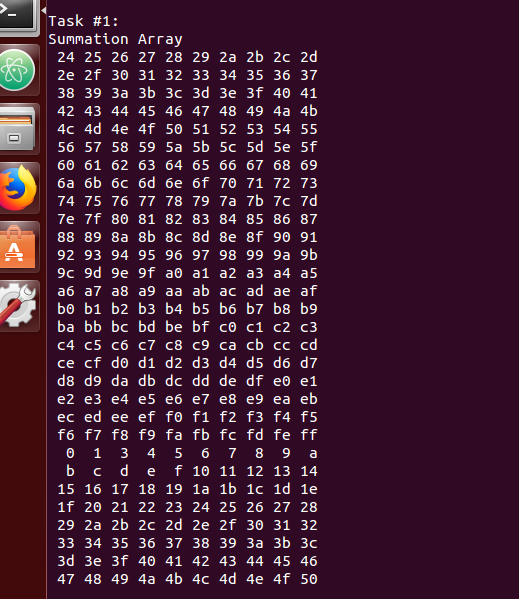 Task #1:
Summation Array
24 25 26 27 28 29 2a 2b 2c 2d
2e 2f 30 31 32 33 34 35 36 37
38 39 3a 3b 3c 3d 3e 3f 40 41
42 43 44 45 46 47 48 49 4a 4b
4c 4d 4e 4f 50 51 52 53 54 55
56 57 58 59 5a 5b 5c 5d 5e 5f
60 61 62 63 64 65 66 67 68 69
6a 6b 6c 6d 6e 6f 70 71 72 73
74 75 76 77 78 79 7a 7b 7c 7d
7e 7f 80 81 82 83 84 85 86 87
88 89 8a 8b 8c 8d 8e 8f 90 91
92 93 94 95 96 97 98 99 9a 9b
9c 9d 9e 9f a0 a1 a2 a3 a4 a5
a6 a7 a8 a9 aa ab ac ad ae af
b0 b1 b2 b3 b4 b5 b6 b7 b8 b9
ba bb bc bd be bf c0 c1 c2 c3
c4 c5 c6 c7 c8 c9 ca cb cc cd
ce cf d0 d1 d2 d3 d4 d5 d6 d7
d8 d9 da db dc dd de df e0 e1
e2 e3 e4 e5 e6 e7 e8 e9 ea eb
ec ed ee ef f0 f1 f2 f3 f4 f5
f6 f7 f8 f9 fa fb fc fd fe ff
0 1 3 4 5 6 7 8 9 a
b c d e f 10 11 12 13 14
15 16 17 18 19 1a 1b 1c 1d 1e
1f 20 21 22 23 24 25 26 27 28
29 2a 2b 2c 2d 2e 2f 30 31 32
33 34 35 36 37 38 39 3a 3b 3c
3d 3e 3f 40 41 42 43 44 45 46
47 48 49 4a 4b 4c 4d 4e 4f 50